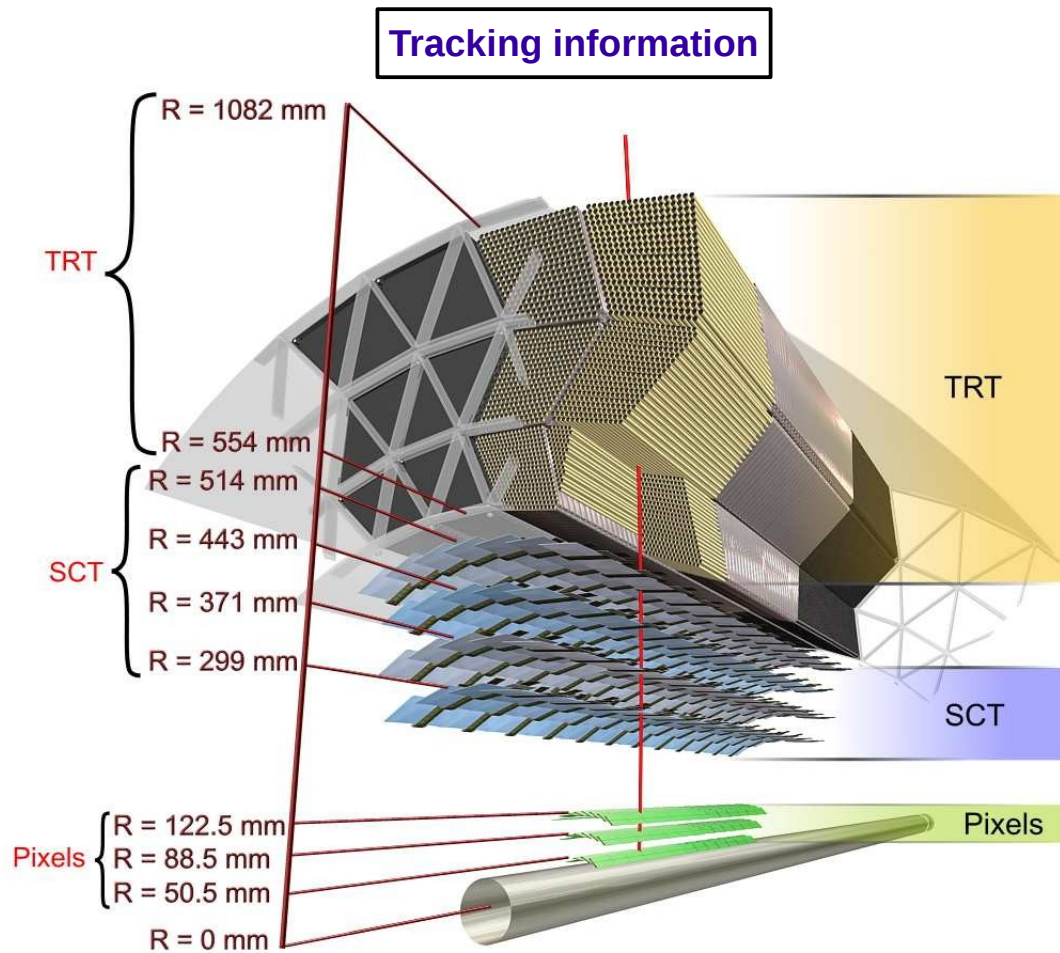 Tracking information
R = 1082 mm
TRT
TRT
R = 554 mm
R = 514 mm
R = 443 mm
SCT
R = 371 mm
R = 299 mm
SCT
R = 122.5 mm
Pixels
Pixels
R = 88.5 mm
R = 50.5 mm
R = 0 mm